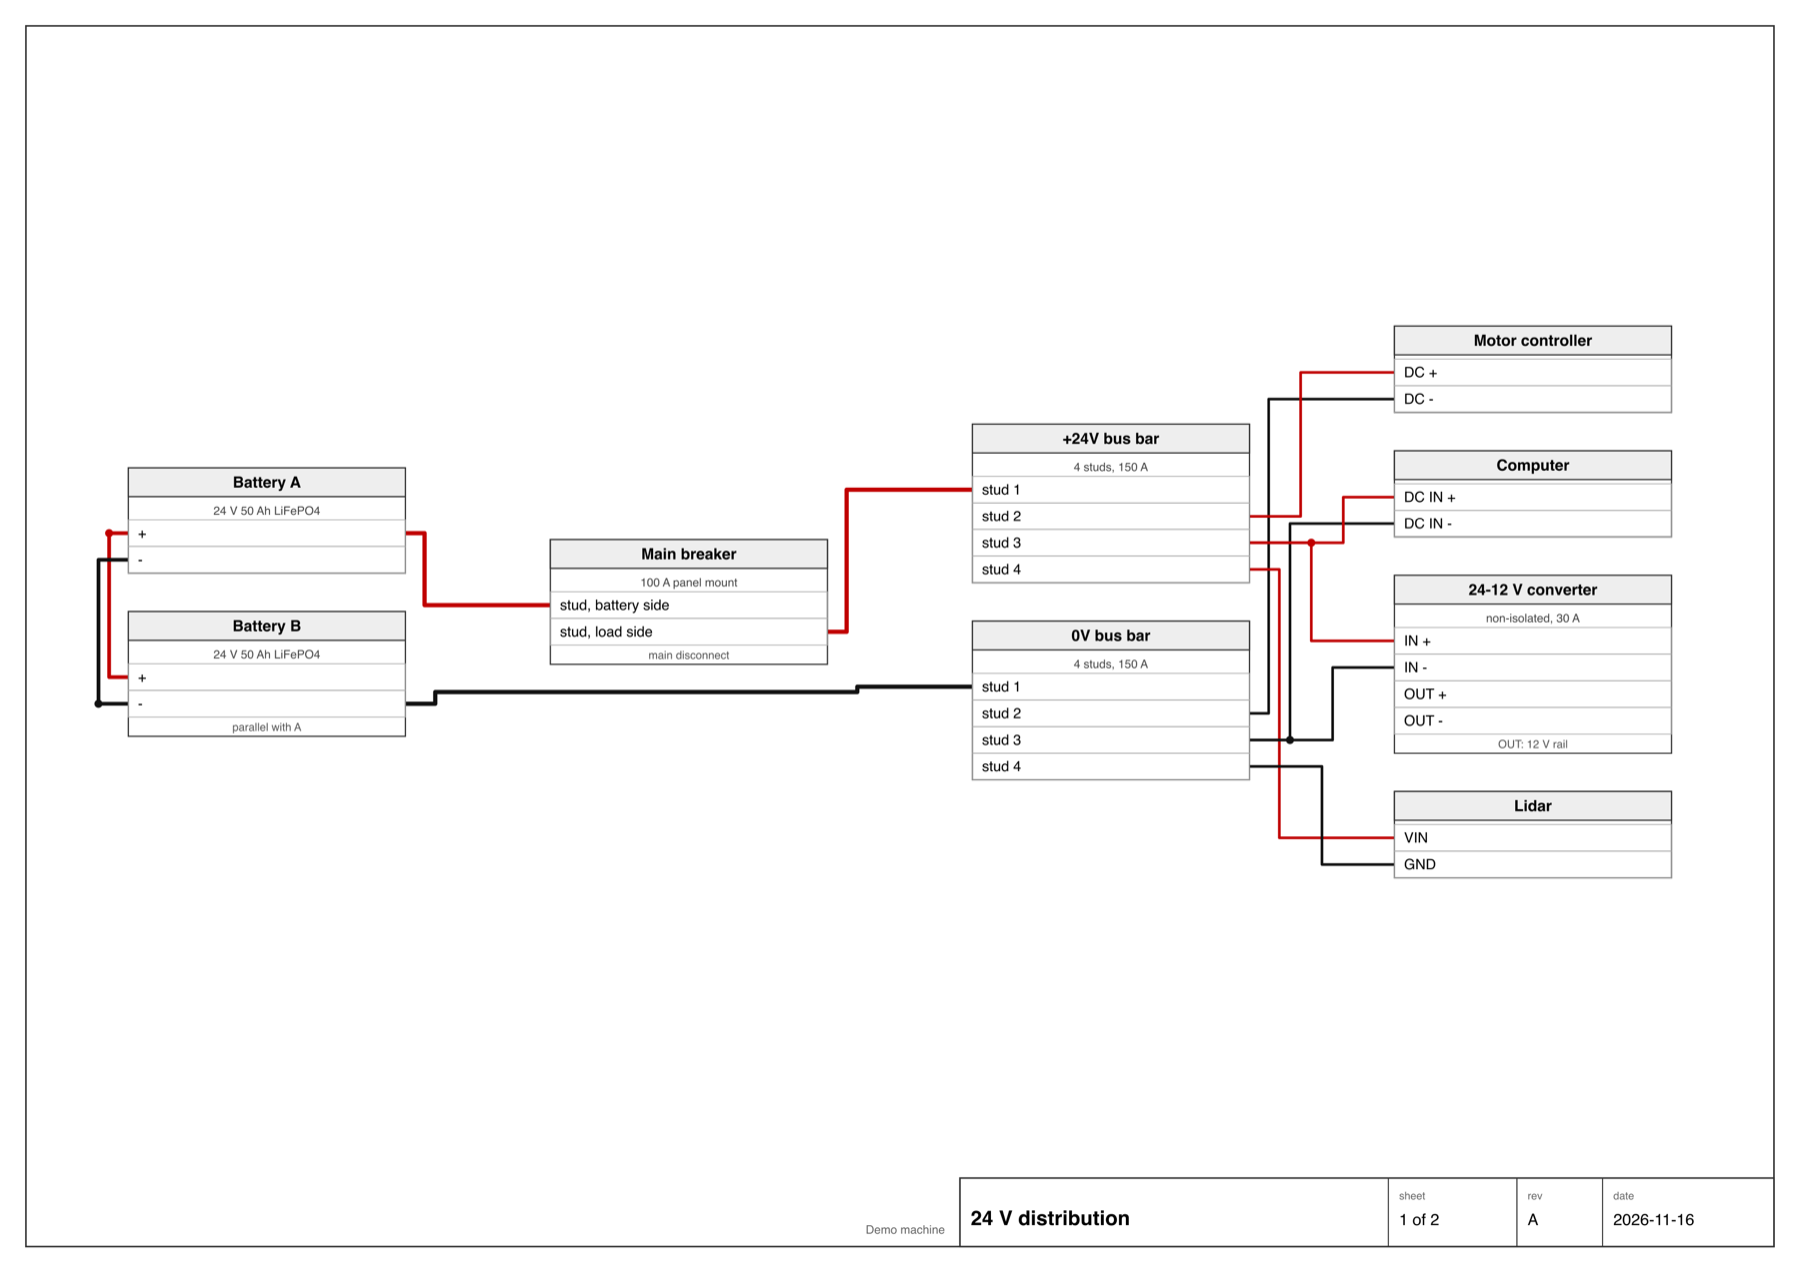 Battery A
24 V 50 Ah LiFePO4
+
-
Battery B
24 V 50 Ah LiFePO4
+
-
parallel with A
Main breaker
100 A panel mount
stud, battery side
stud, load side
main disconnect
+24V bus bar
4 studs, 150 A
stud 1
stud 2
stud 3
stud 4
0V bus bar
4 studs, 150 A
stud 1
stud 2
stud 3
stud 4
Motor controller
DC +
DC -
Computer
DC IN +
DC IN -
24-12 V converter
non-isolated, 30 A
IN +
IN -
OUT +
OUT -
OUT: 12 V rail
Lidar
VIN
GND
Demo machine
24 V distribution
sheet
1 of 2
rev
A
date
2026-11-16